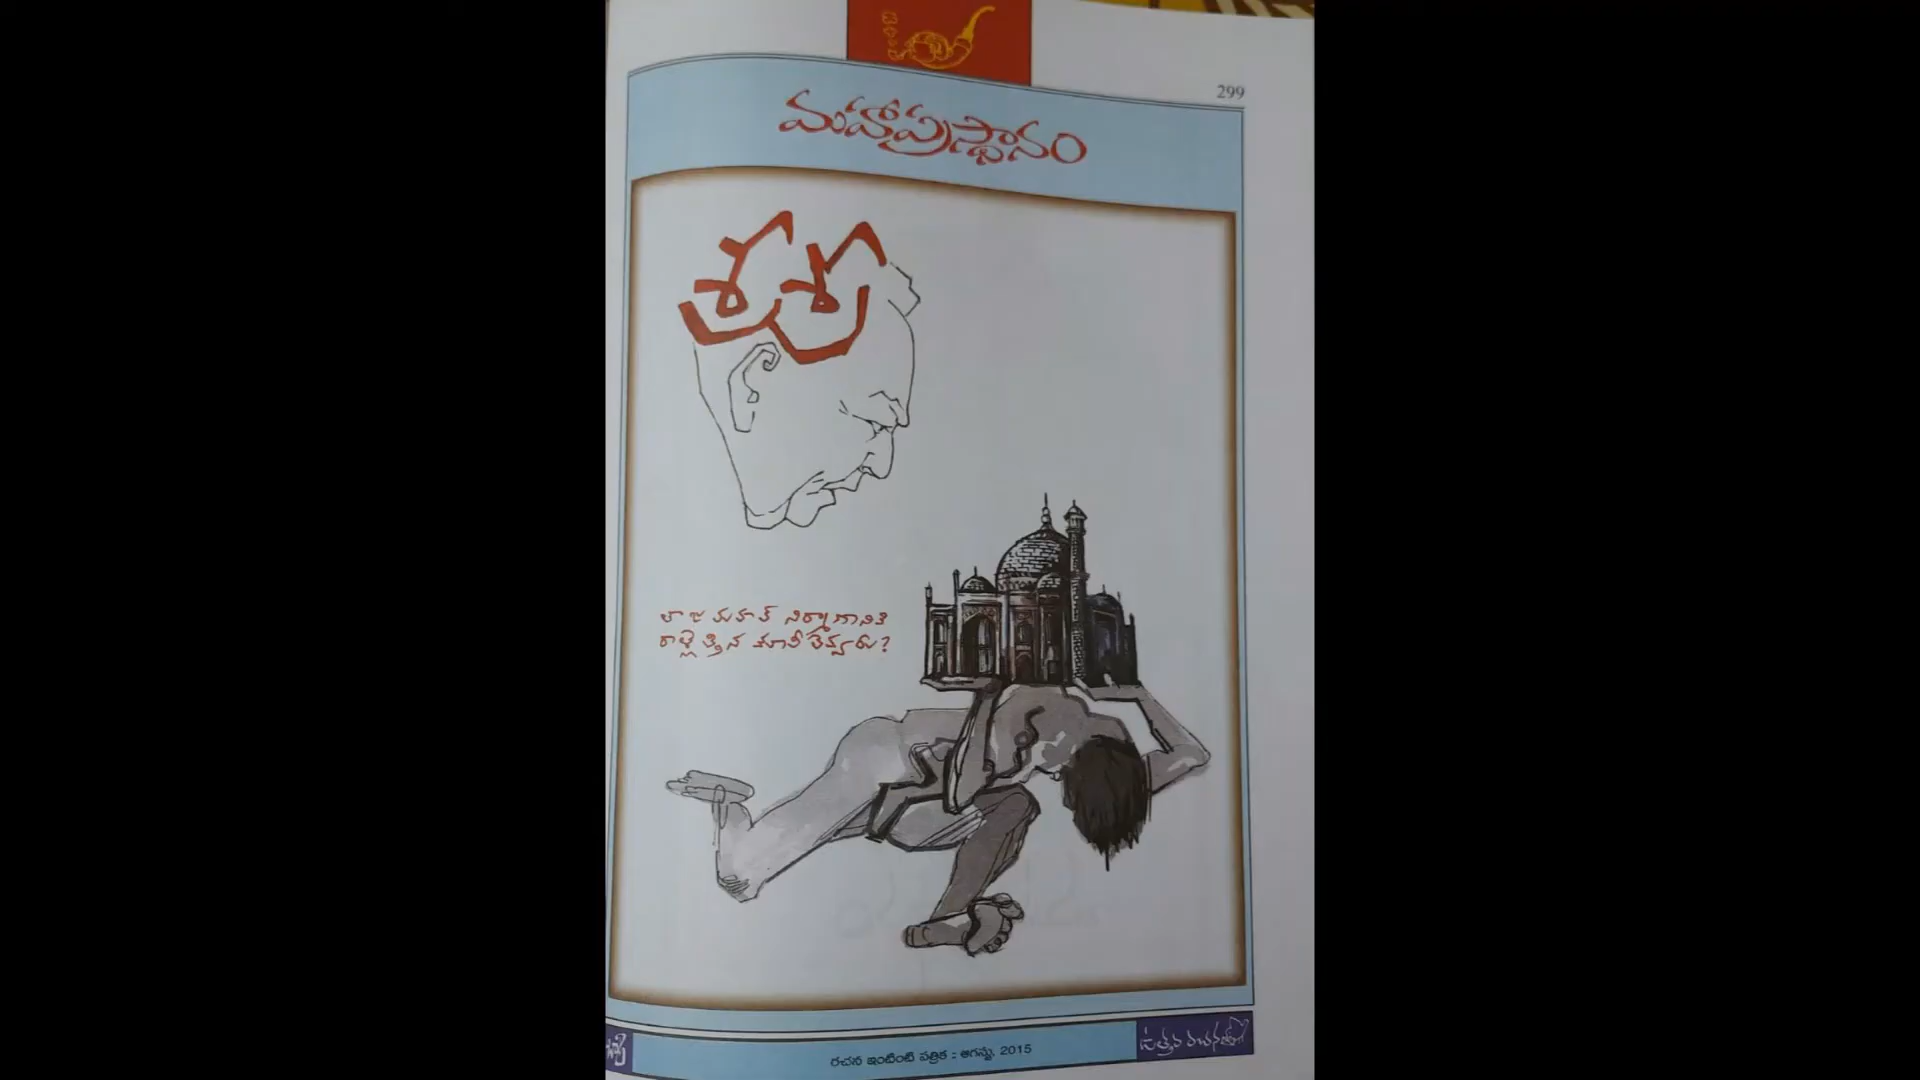 299
మహాప్రస్థానం
శ్రీశ్రీ
తాజ మహల్ నిర్మాణానికి
రాళ్లెత్తిన కూలీ లెవ్వరు?
రచన ఇంటింటి పత్రిక : ఆగస్టు, 2015